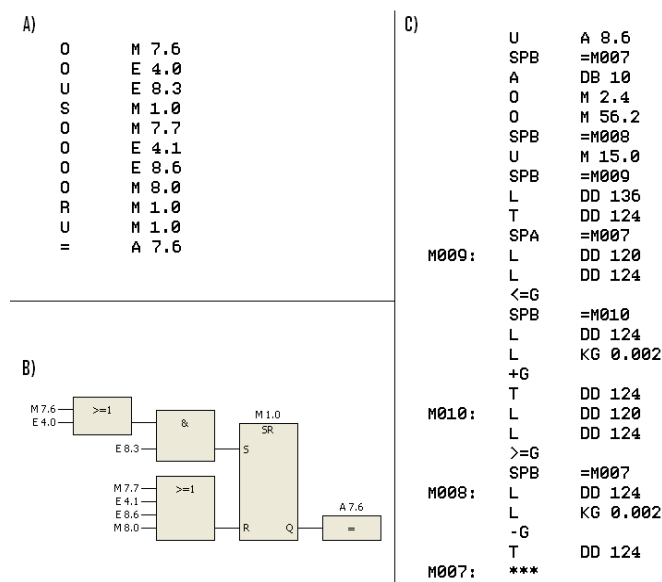 A)
O M 7.6
O E 4.0
U E 8.3
S M 1.0
O M 7.7
O E 4.1
O E 8.6
O M 8.0
R M 1.0
U M 1.0
= A 7.6
B)
M 7.6
E 4.0
>=1
&
E 8.3
M 1.0
SR
S
M 7.7
E 4.1
E 8.6
M 8.0
>=1
R
Q
A 7.6
=
C)
U A 8.6
SPB =M007
A DB 10
O M 2.4
O M 56.2
SPB =M008
U M 15.0
SPB =M009
L DD 136
T DD 124
SPA =M007
M009: L DD 120
L DD 124
<=G
SPB =M010
L DD 124
L KG 0.002
+G
T DD 124
M010: L DD 120
L DD 124
>=G
SPB =M007
M008: L DD 124
L KG 0.002
-G
T DD 124
M007: ***